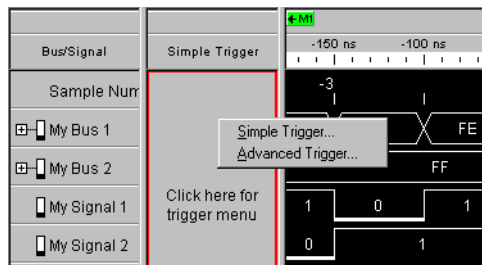 M1
Bus/Signal
Simple Trigger
-150 ns
-100 ns
Sample Num
-3
My Bus 1
FE
My Bus 2
FF
Simple Trigger...
Advanced Trigger...
Click here for
trigger menu
My Signal 1
1
0
1
My Signal 2
0
1